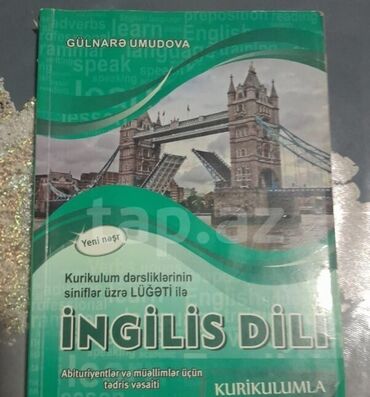 GÜLNARƏ UMUDOVA
tap.az
Yeni nəşr
Kurikulum dərsliklərinin
siniflər üzrə LÜĞƏTİ ilə
İNGİLİS DİLİ
Abituriyentlər və müəllimlər üçün
tədris vəsaiti
KURİKULUMLA